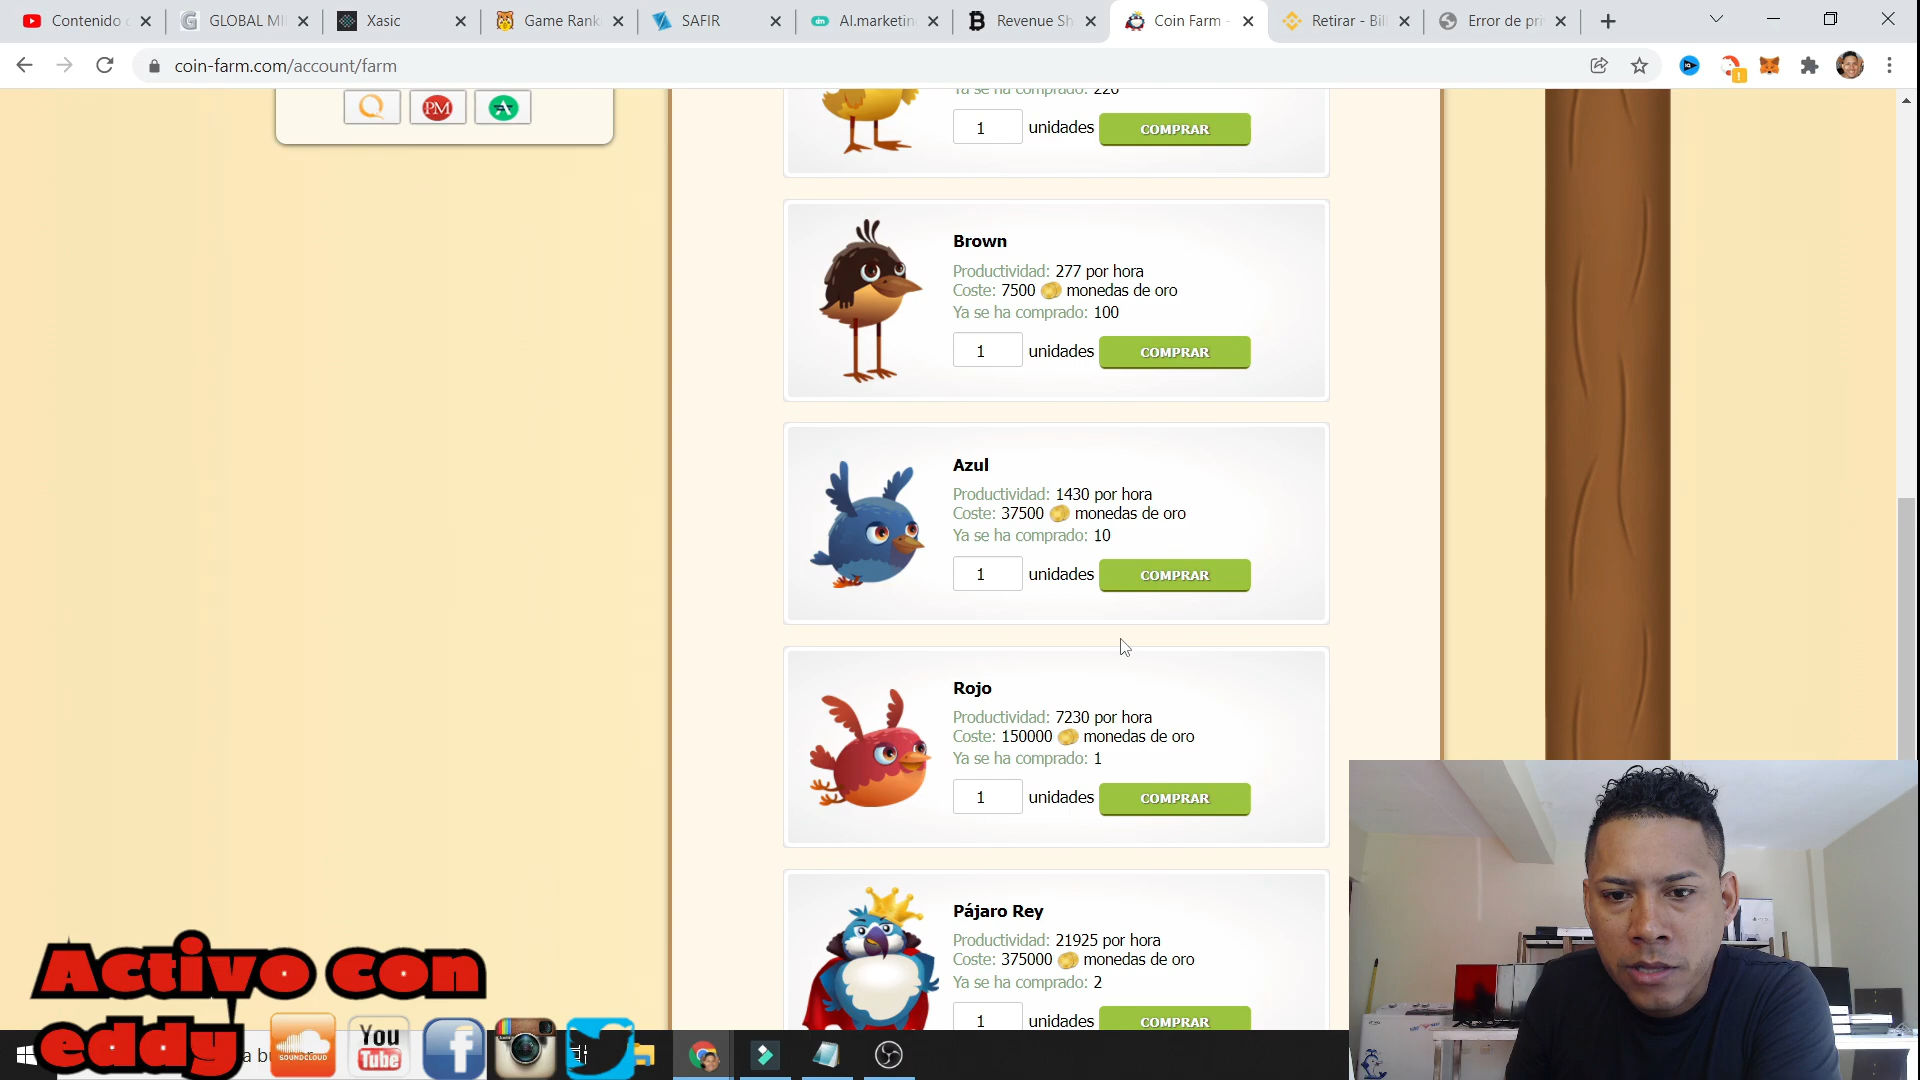 Contenido
GLOBAL MI
Xasic
Game Rank
SAFIR
dn
AI.marketin
Revenue Sh
Coin Farm -
Retirar - Bil
Error de pri
coin-farm.com/account/farm
PM
Ya se ha comprado: 220
1 unidades COMPRAR
Brown
Productividad: 277 por hora
Coste: 7500 monedas de oro
Ya se ha comprado: 100
1 unidades COMPRAR
Azul
Productividad: 1430 por hora
Coste: 37500 monedas de oro
Ya se ha comprado: 10
1 unidades COMPRAR
Rojo
Productividad: 7230 por hora
Coste: 150000 monedas de oro
Ya se ha comprado: 1
1 unidades COMPRAR
Pájaro Rey
Productividad: 21925 por hora
Coste: 375000 monedas de oro
Ya se ha comprado: 2
1 unidades COMPRAR
Activo con
eddy
SOUNDCLOUD
You
Tube